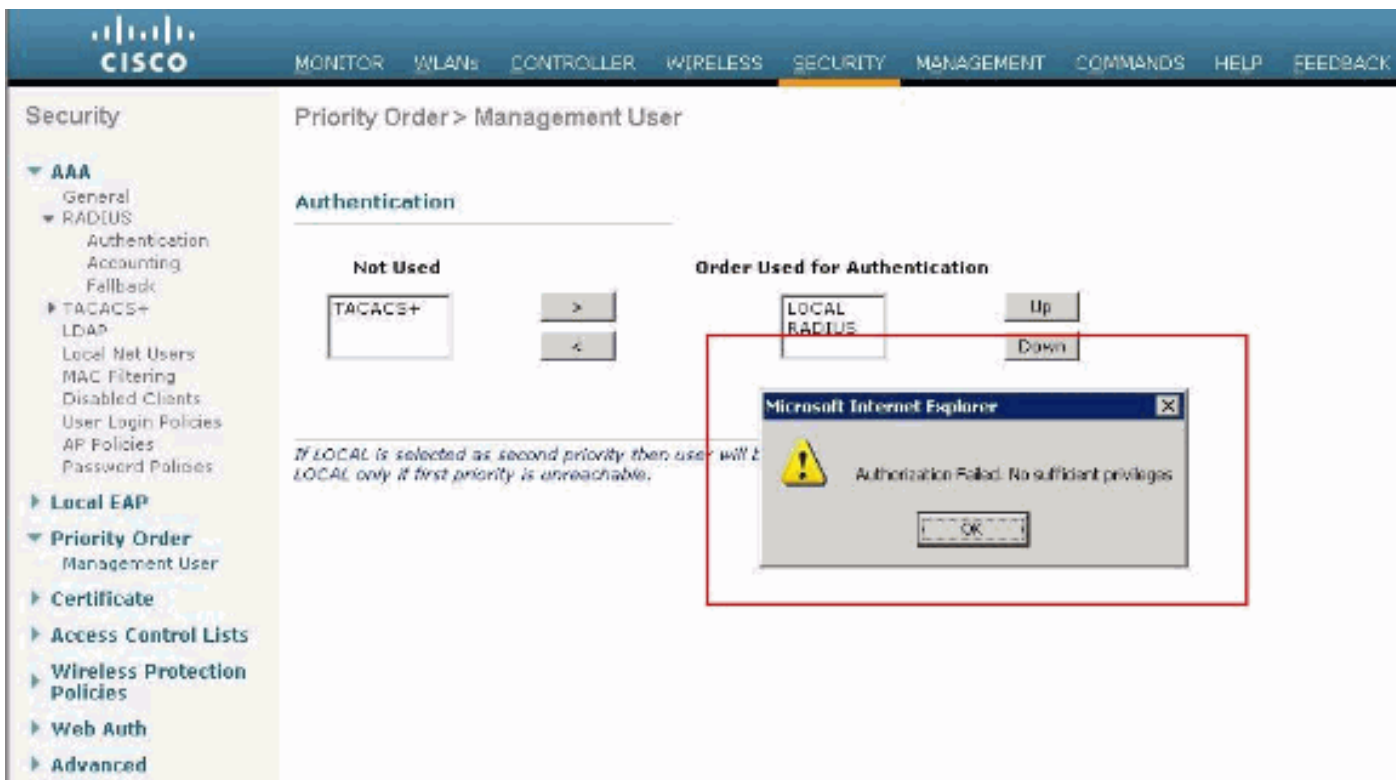 CISCO
MONITOR WLANs CONTROLLER WIRELESS SECURITY MANAGEMENT COMMANDS HELP FEEDBACK
Security
AAA
General
RADIUS
Authentication
Accounting
Fallback
TACACS+
LDAP
Local Net Users
MAC Filtering
Disabled Clients
User Login Policies
AP Policies
Password Policies
Local EAP
Priority Order
Management User
Certificate
Access Control Lists
Wireless Protection
Policies
Web Auth
Advanced
Priority Order > Management User
Authentication
Not Used
TACACS+
>
<
Order Used for Authentication
LOCAL
RADIUS
Up
Down
If LOCAL is selected as second priority then user will
LOCAL only if first priority is unreachable.
Microsoft Internet Explorer
Authorization Failed. No sufficient privileges
OK